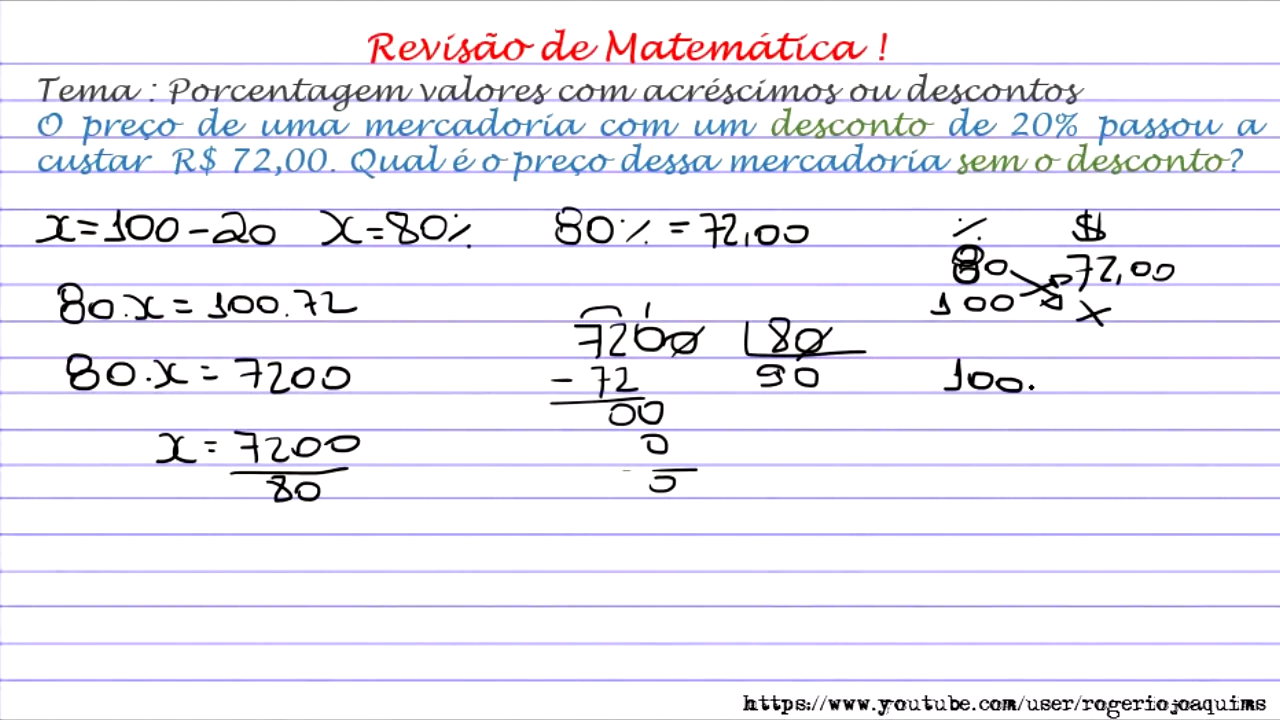 Revisão de Matemática !
Tema : Porcentagem valores com acréscimos ou descontos
O preço de uma mercadoria com um desconto de 20% passou a
custar R$ 72,00. Qual é o preço dessa mercadoria sem o desconto?
x=100-20 x=80% 80%=72,00 % $
80 72,00
80.x=100.72 100 x
7200 80
80.x=7200 -72 90 100.
00
x=7200 0
80 0
https://www.youtube.com/user/rogeriojoaquims